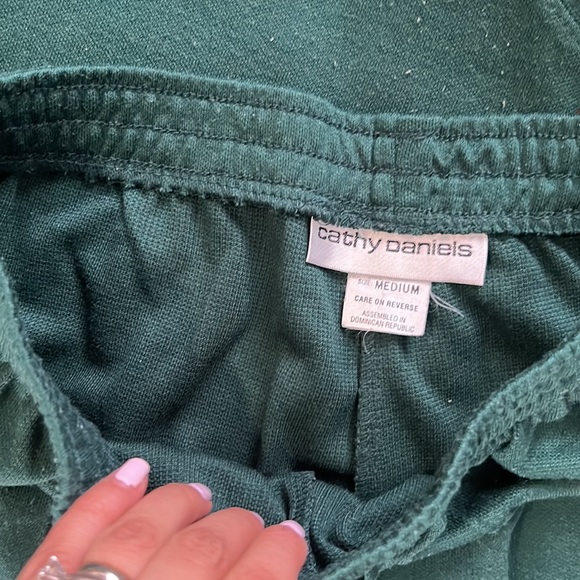 cathy Daniels
SIZE: MEDIUM
CARE ON REVERSE
ASSEMBLED IN
DOMINICAN REPUBLIC